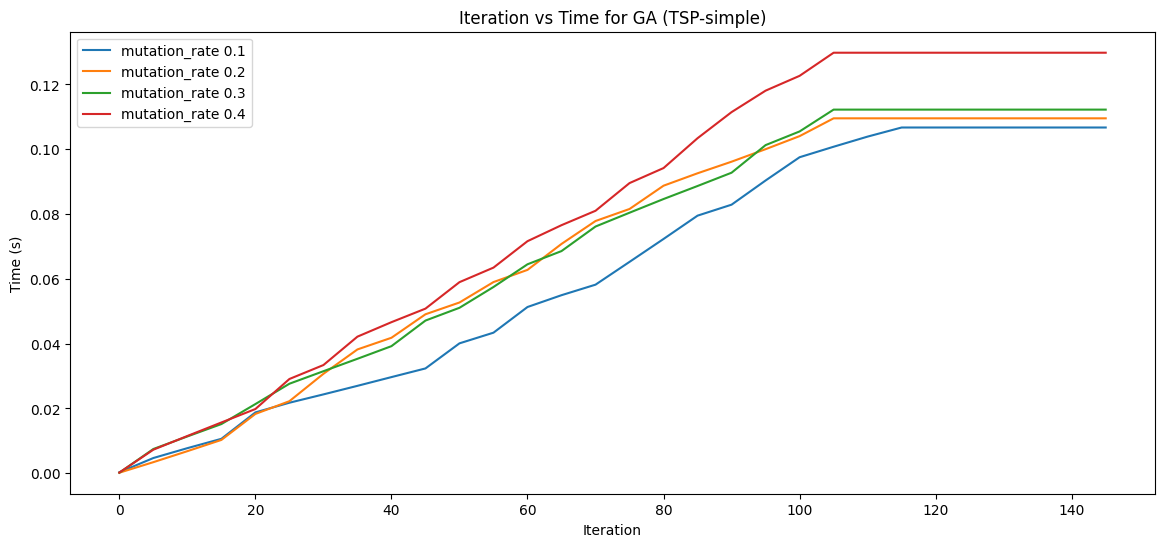 Iteration vs Time for GA (TSP-simple)
mutation_rate 0.1
mutation_rate 0.2
mutation_rate 0.3
mutation_rate 0.4
0.12
0.10
0.08
0.06
0.04
0.02
0.00
Time (s)
0 20 40 60 80 100 120 140
Iteration